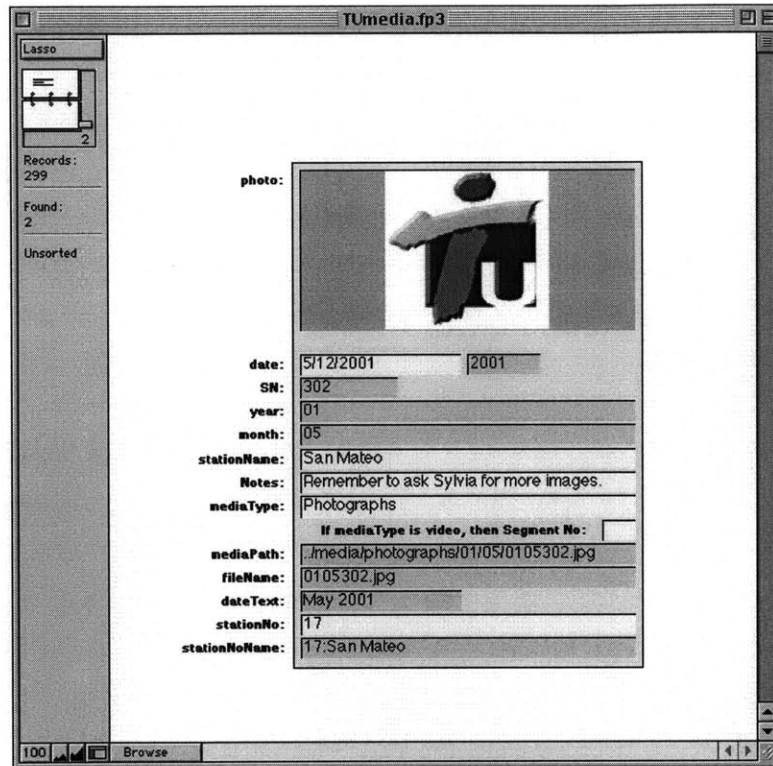 TUmedia.fp3
Lasso
2
Records:
299
Found:
2
Unsorted
photo:
TU
date: 5/12/2001 2001
SN: 302
year: 01
month: 05
stationName: San Mateo
Notes: Remember to ask Sylvia for more images.
mediaType: Photographs
If mediaType is video, then Segment No:
mediaPath: ../media/photographs/01/05/0105302.jpg
fileName: 0105302.jpg
dateText: May 2001
stationNo: 17
stationNoName: 17:San Mateo
100 Browse